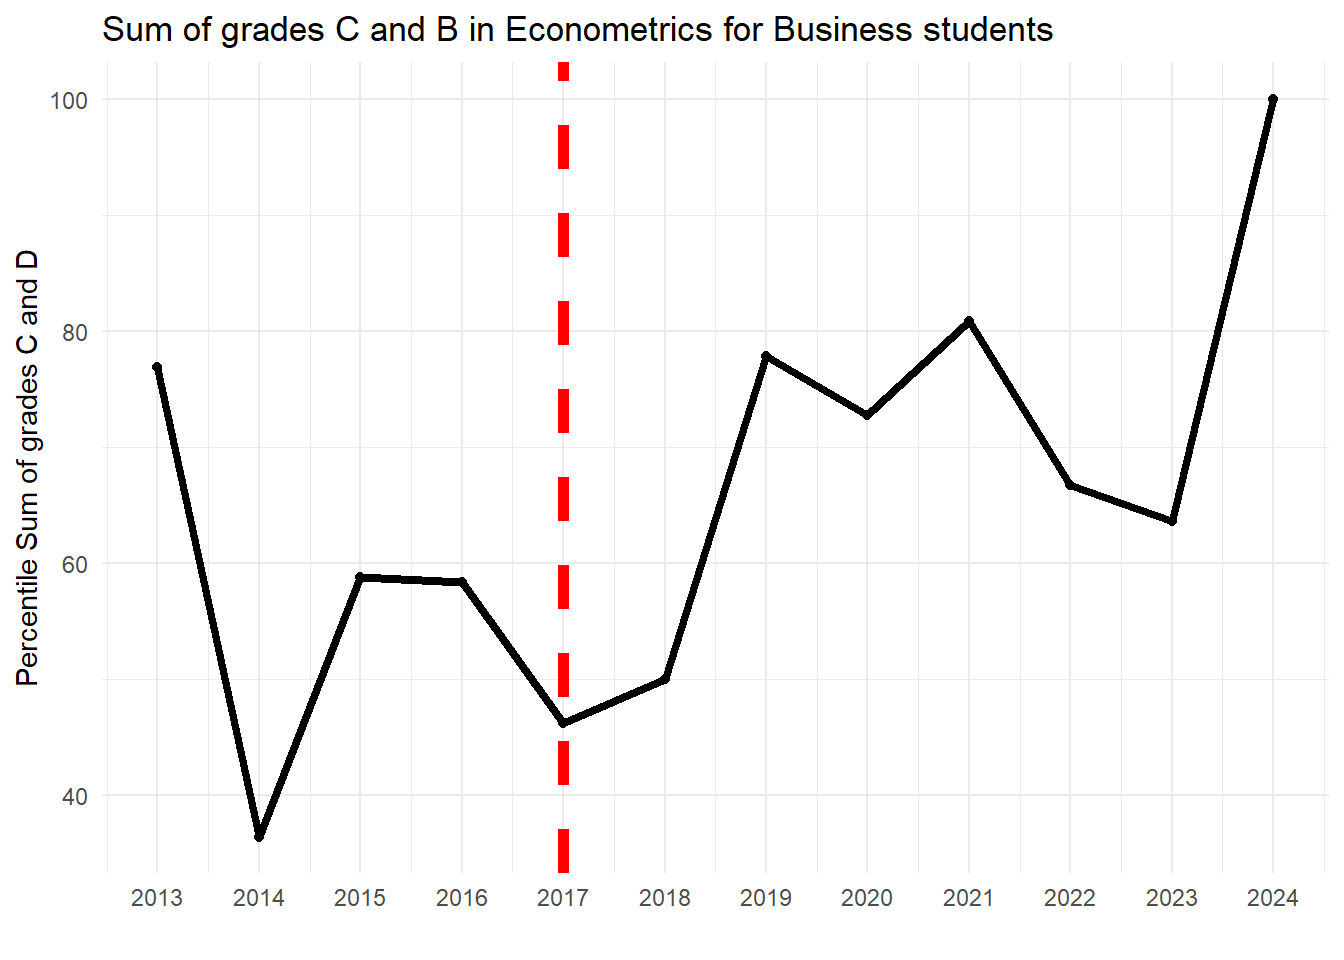 Sum of grades C and B in Econometrics for Business students
Percentile Sum of grades C and D
100
80
60
40
2013 2014 2015 2016 2017 2018 2019 2020 2021 2022 2023 2024